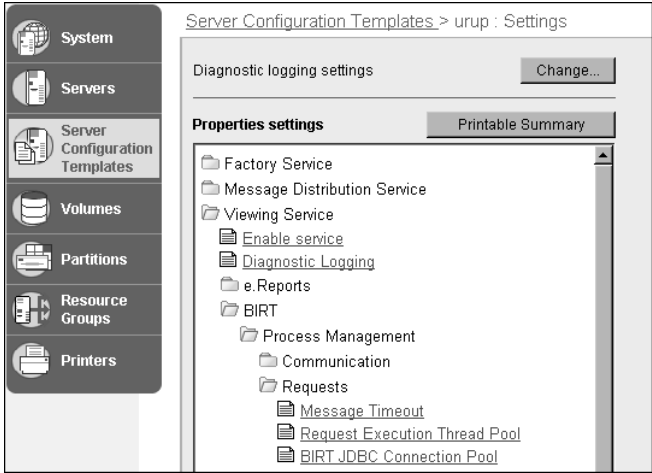 System
Servers
Server
Configuration
Templates
Volumes
Partitions
Resource
Groups
Printers
Server Configuration Templates > urup : Settings
Diagnostic logging settings
Change...
Properties settings
Printable Summary
Factory Service
Message Distribution Service
Viewing Service
Enable service
Diagnostic Logging
e.Reports
BIRT
Process Management
Communication
Requests
Message Timeout
Request Execution Thread Pool
BIRT JDBC Connection Pool